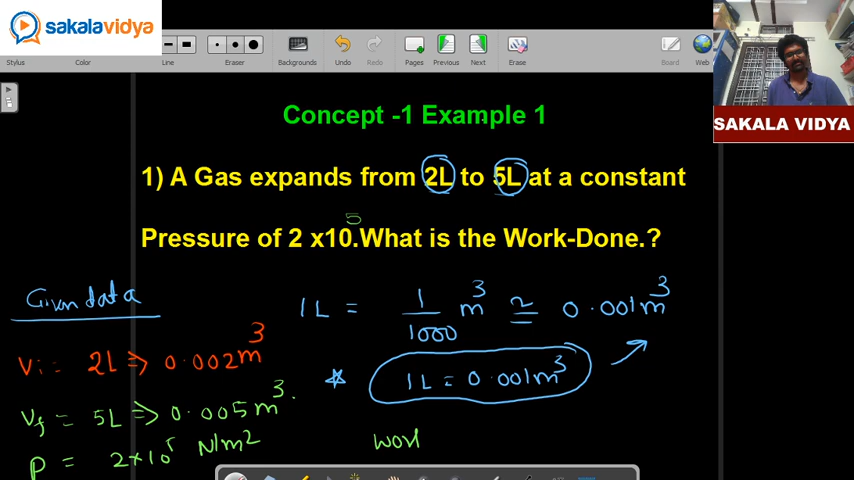 sakalavidya
Stylus Color Line Eraser Backgrounds Undo Redo Pages Previous Next Erase Board Web
SAKALA VIDYA
Concept -1 Example 1
1) A Gas expands from 2L to 5L at a constant
5
Pressure of 2 x10.What is the Work-Done.?
Given data
1L = 1/1000 m³ ≅ 0.001m³
Vi = 2L => 0.002m³
* 1L = 0.001m³
Vf = 5L => 0.005m³.
P = 2×10⁵ N/m2
worl